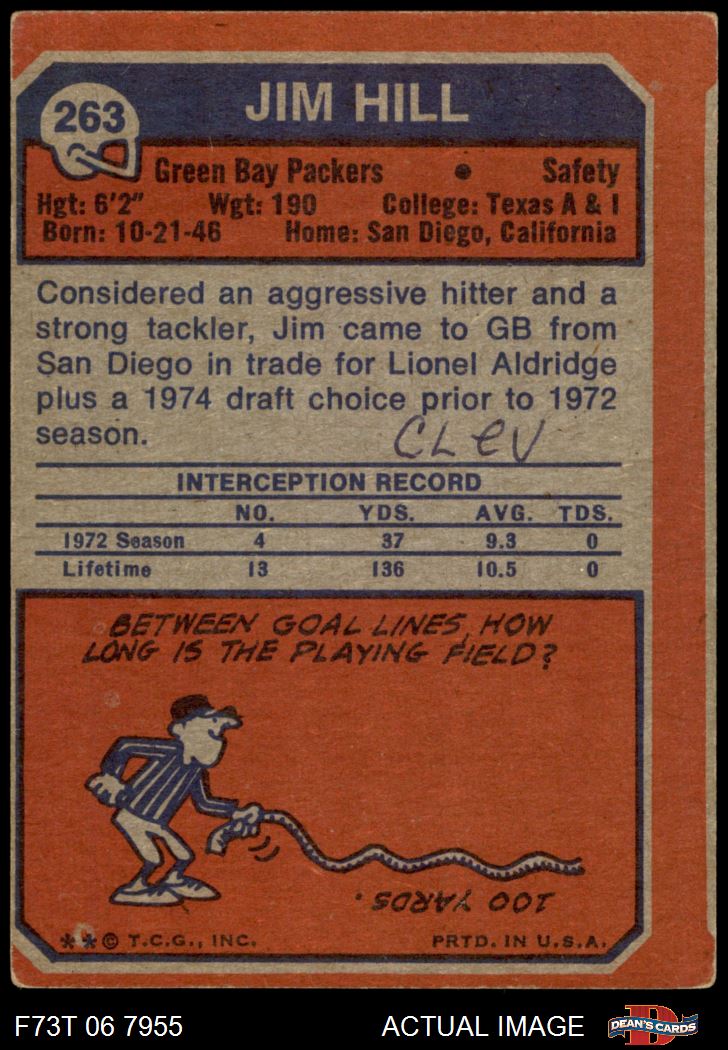 263
JIM HILL
Green Bay Packers • Safety
Hgt: 6'2" Wgt: 190 College: Texas A & I
Born: 10-21-46 Home: San Diego, California
Considered an aggressive hitter and a
strong tackler, Jim came to GB from
San Diego in trade for Lionel Aldridge
plus a 1974 draft choice prior to 1972
season.
CLeV
INTERCEPTION RECORD
NO. YDS. AVG. TDS.
1972 Season 4 37 9.3 0
Lifetime 13 136 10.5 0
BETWEEN GOAL LINES, HOW
LONG IS THE PLAYING FIELD?
100 YARDS.
**© T.C.G., INC. PRTD. IN U.S.A.
F73T 06 7955 ACTUAL IMAGE D DEAN'S CARDS